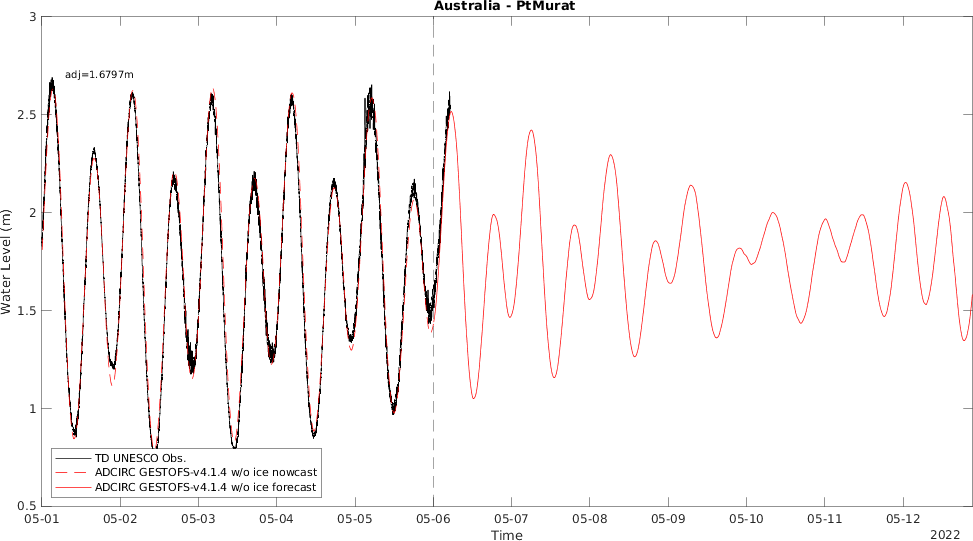 Australia - PtMurat
3
adj=1.6797m
2.5
2
Water Level (m)
1.5
1
TD UNESCO Obs.
ADCIRC GESTOFS-v4.1.4 w/o ice nowcast
ADCIRC GESTOFS-v4.1.4 w/o ice forecast
0.5
05-01 05-02 05-03 05-04 05-05 05-06 05-07 05-08 05-09 05-10 05-11 05-12
Time
2022